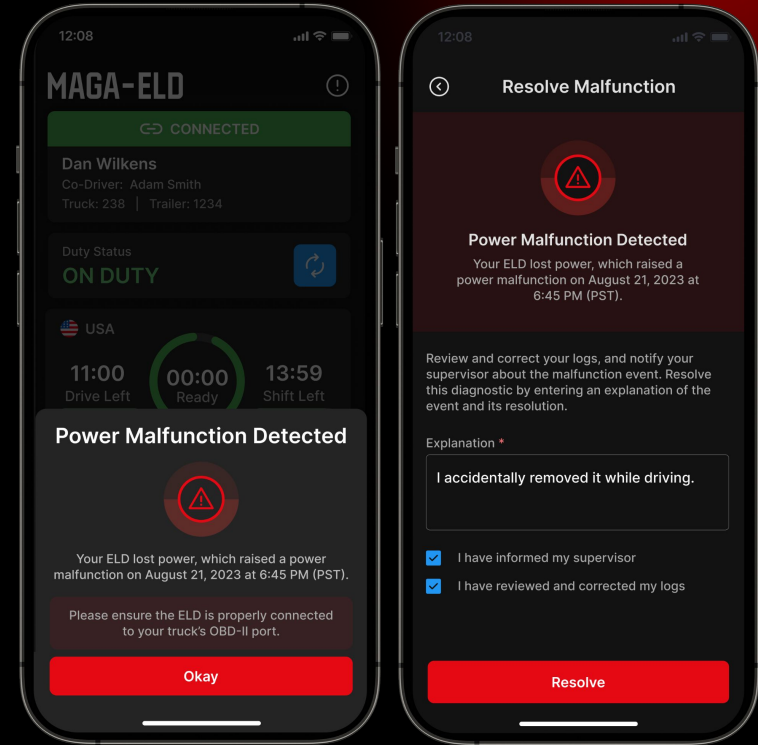 12:08
MAGA-ELD
CONNECTED
Dan Wilkens
Co-Driver: Adam Smith
Truck: 238 | Trailer: 1234
Duty Status
ON DUTY
USA
11:00
Drive Left
00:00
Ready
13:59
Shift Left
Power Malfunction Detected
Your ELD lost power, which raised a power
malfunction on August 21, 2023 at 6:45 PM (PST).
Please ensure the ELD is properly connected
to your truck's OBD-II port.
Okay
12:08
Resolve Malfunction
Power Malfunction Detected
Your ELD lost power, which raised a
power malfunction on August 21, 2023 at
6:45 PM (PST).
Review and correct your logs, and notify your
supervisor about the malfunction event. Resolve
this diagnostic by entering an explanation of the
event and its resolution.
Explanation *
I accidentally removed it while driving.
I have informed my supervisor
I have reviewed and corrected my logs
Resolve